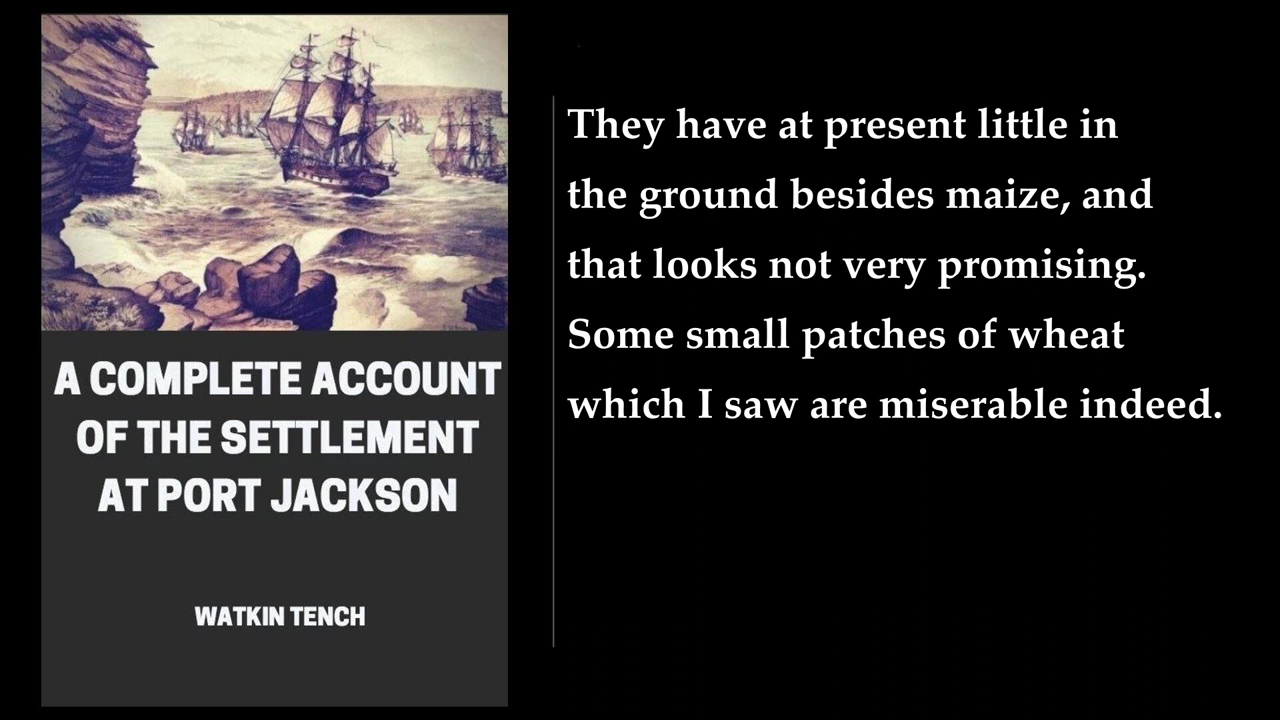 A COMPLETE ACCOUNT
OF THE SETTLEMENT
AT PORT JACKSON
WATKIN TENCH
They have at present little in
the ground besides maize, and
that looks not very promising.
Some small patches of wheat
which I saw are miserable indeed.